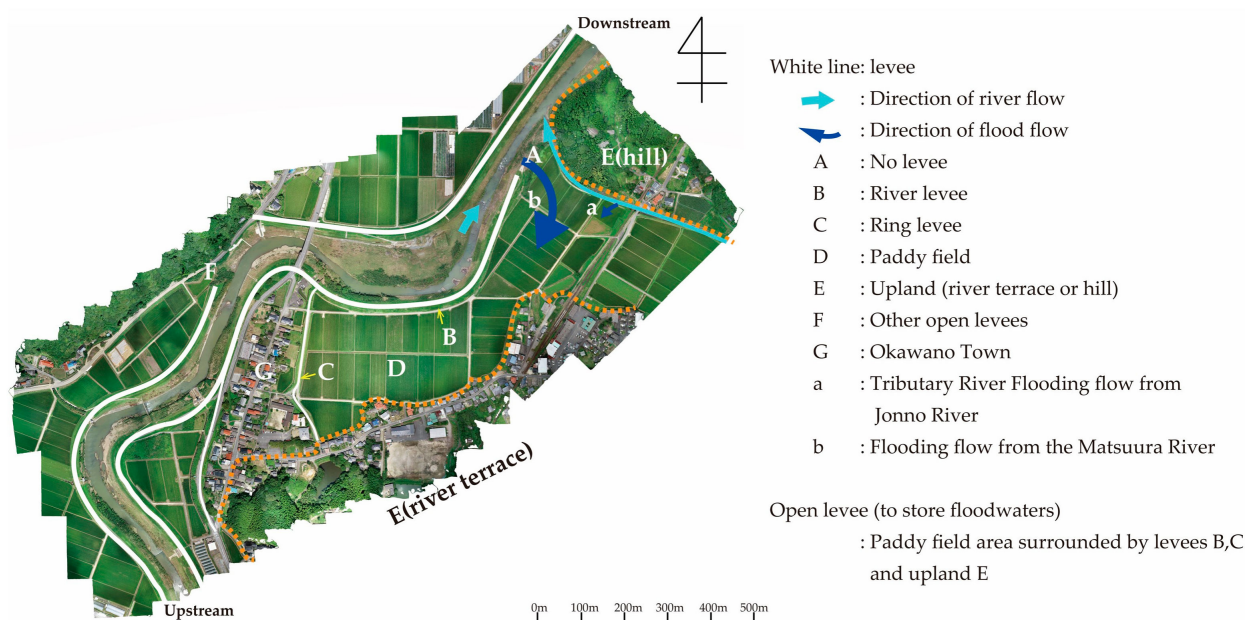 Downstream
E(hill)
A
b
a
F
B
G
C
D
E(river terrace)
Upstream
0m 100m 200m 300m 400m 500m
White line: levee
: Direction of river flow
: Direction of flood flow
A : No levee
B : River levee
C : Ring levee
D : Paddy field
E : Upland (river terrace or hill)
F : Other open levees
G : Okawano Town
a : Tributary River Flooding flow from
Jonno River
b : Flooding flow from the Matsuura River
Open levee (to store floodwaters)
: Paddy field area surrounded by levees B,C
and upland E